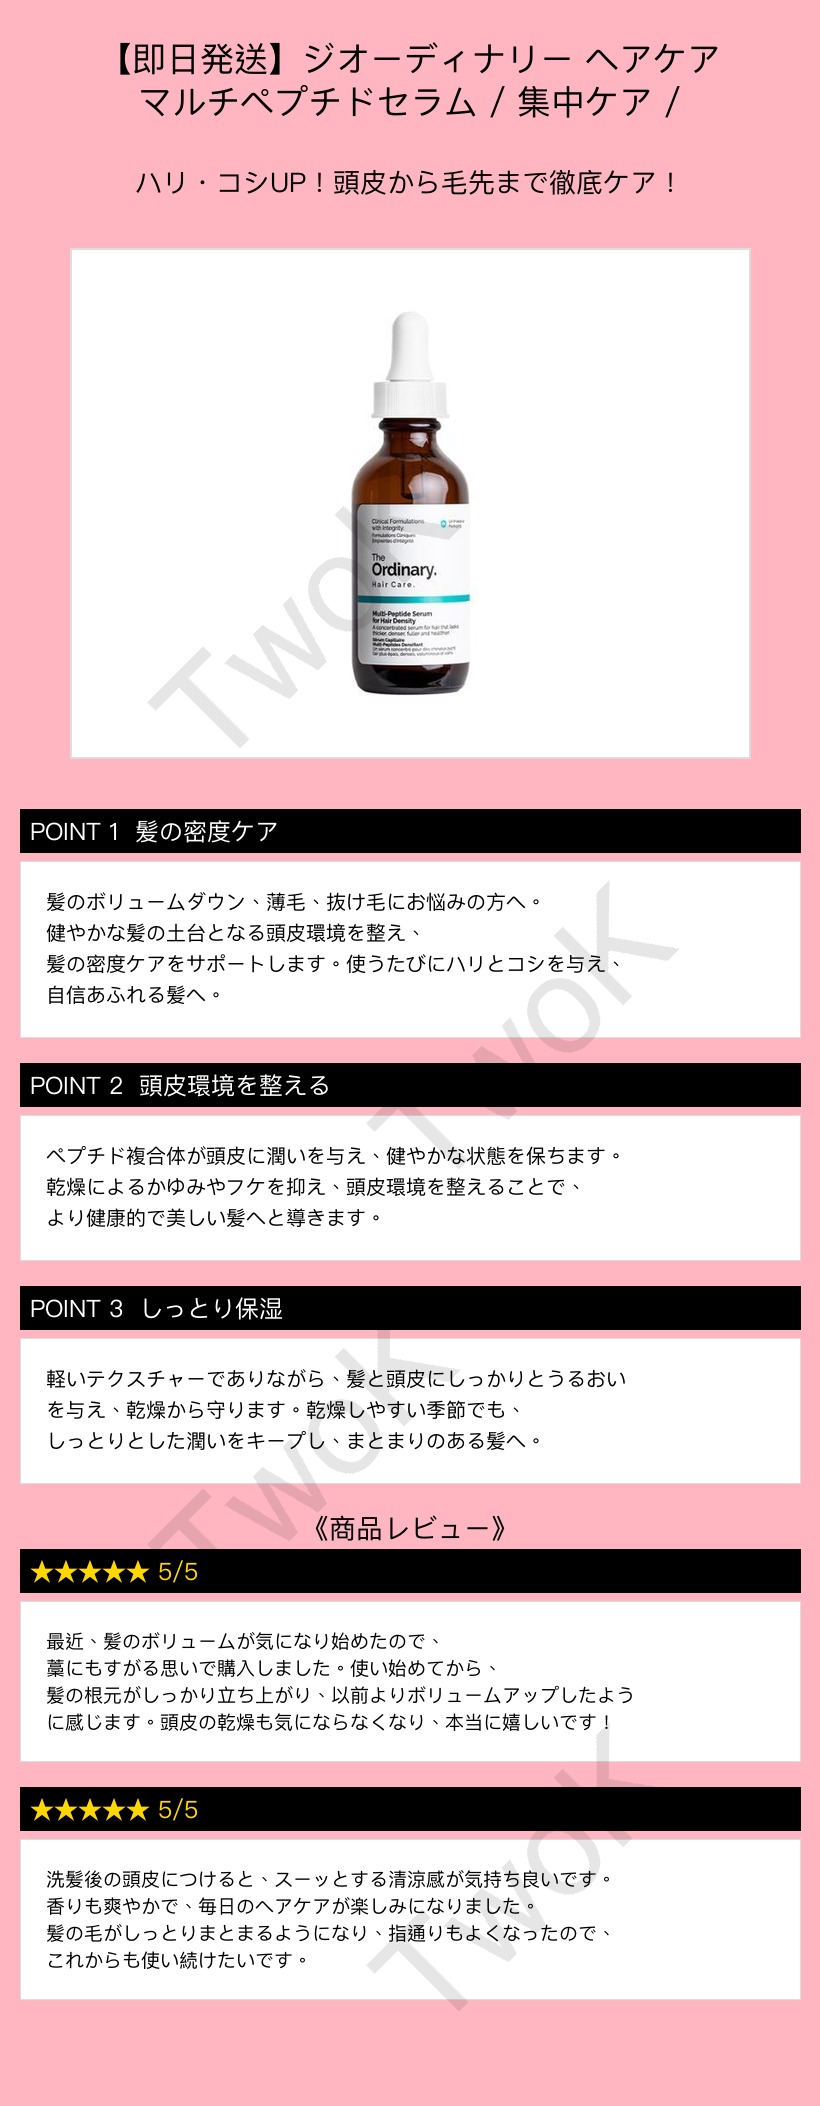 【即日発送】ジオーディナリー ヘアケア
マルチペプチドセラム / 集中ケア /
ハリ・コシUP！頭皮から毛先まで徹底ケア！
Clinical Formulations
with Integrity.
Formulations Cliniques
Empreintes d'Intégrité
The
Ordinary.
Hair Care.
Multi-Peptide Serum
for Hair Density
A concentrated serum for hair that looks
thicker, denser, fuller and healthier
Sérum Capillaire
Multi-Peptides Densifiant
TwoK
POINT 1 髪の密度ケア
髪のボリュームダウン、薄毛、抜け毛にお悩みの方へ。
健やかな髪の土台となる頭皮環境を整え、
髪の密度ケアをサポートします。使うたびにハリとコシを与え、
自信あふれる髪へ。
TwoK
POINT 2 頭皮環境を整える
ペプチド複合体が頭皮に潤いを与え、健やかな状態を保ちます。
乾燥によるかゆみやフケを抑え、頭皮環境を整えることで、
より健康的で美しい髪へと導きます。
POINT 3 しっとり保湿
軽いテクスチャーでありながら、髪と頭皮にしっかりとうるおい
を与え、乾燥から守ります。乾燥しやすい季節でも、
しっとりとした潤いをキープし、まとまりのある髪へ。
TwoK
《商品レビュー》
★★★★★ 5/5
最近、髪のボリュームが気になり始めたので、
藁にもすがる思いで購入しました。使い始めてから、
髪の根元がしっかり立ち上がり、以前よりボリュームアップしたよう
に感じます。頭皮の乾燥も気にならなくなり、本当に嬉しいです！
★★★★★ 5/5
洗髪後の頭皮につけると、スーッとする清涼感が気持ち良いです。
香りも爽やかで、毎日のヘアケアが楽しみになりました。
髪の毛がしっとりまとまるようになり、指通りもよくなったので、
これからも使い続けたいです。
TwoK